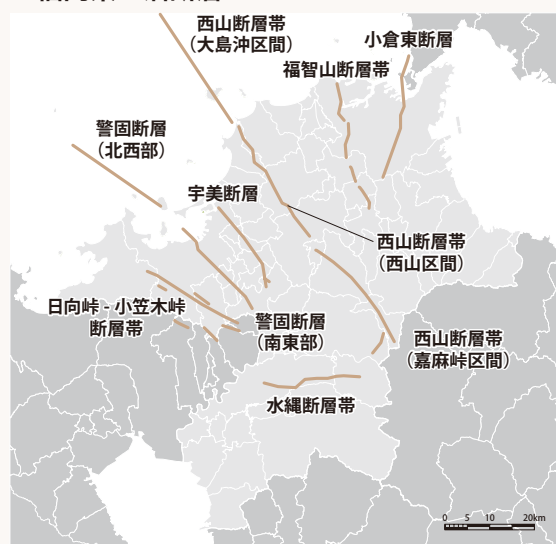 西山断層帯
（大島沖区間）
小倉東断層
福智山断層帯
警固断層
（北西部）
宇美断層
西山断層帯
（西山区間）
日向峠 - 小笠木峠
断層帯
警固断層
（南東部）
西山断層帯
（嘉麻峠区間）
水縄断層帯
0 5 10 20km